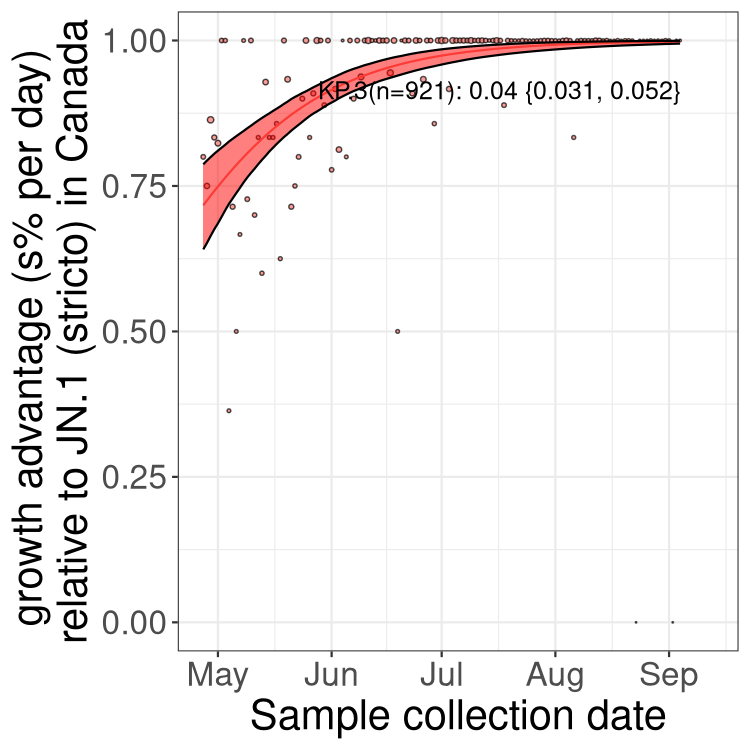 growth advantage (s% per day)
relative to JN.1 (stricto) in Canada
1.00
0.75
0.50
0.25
0.00
KP.3(n=921): 0.04 {0.031, 0.052}
May Jun Jul Aug Sep
Sample collection date